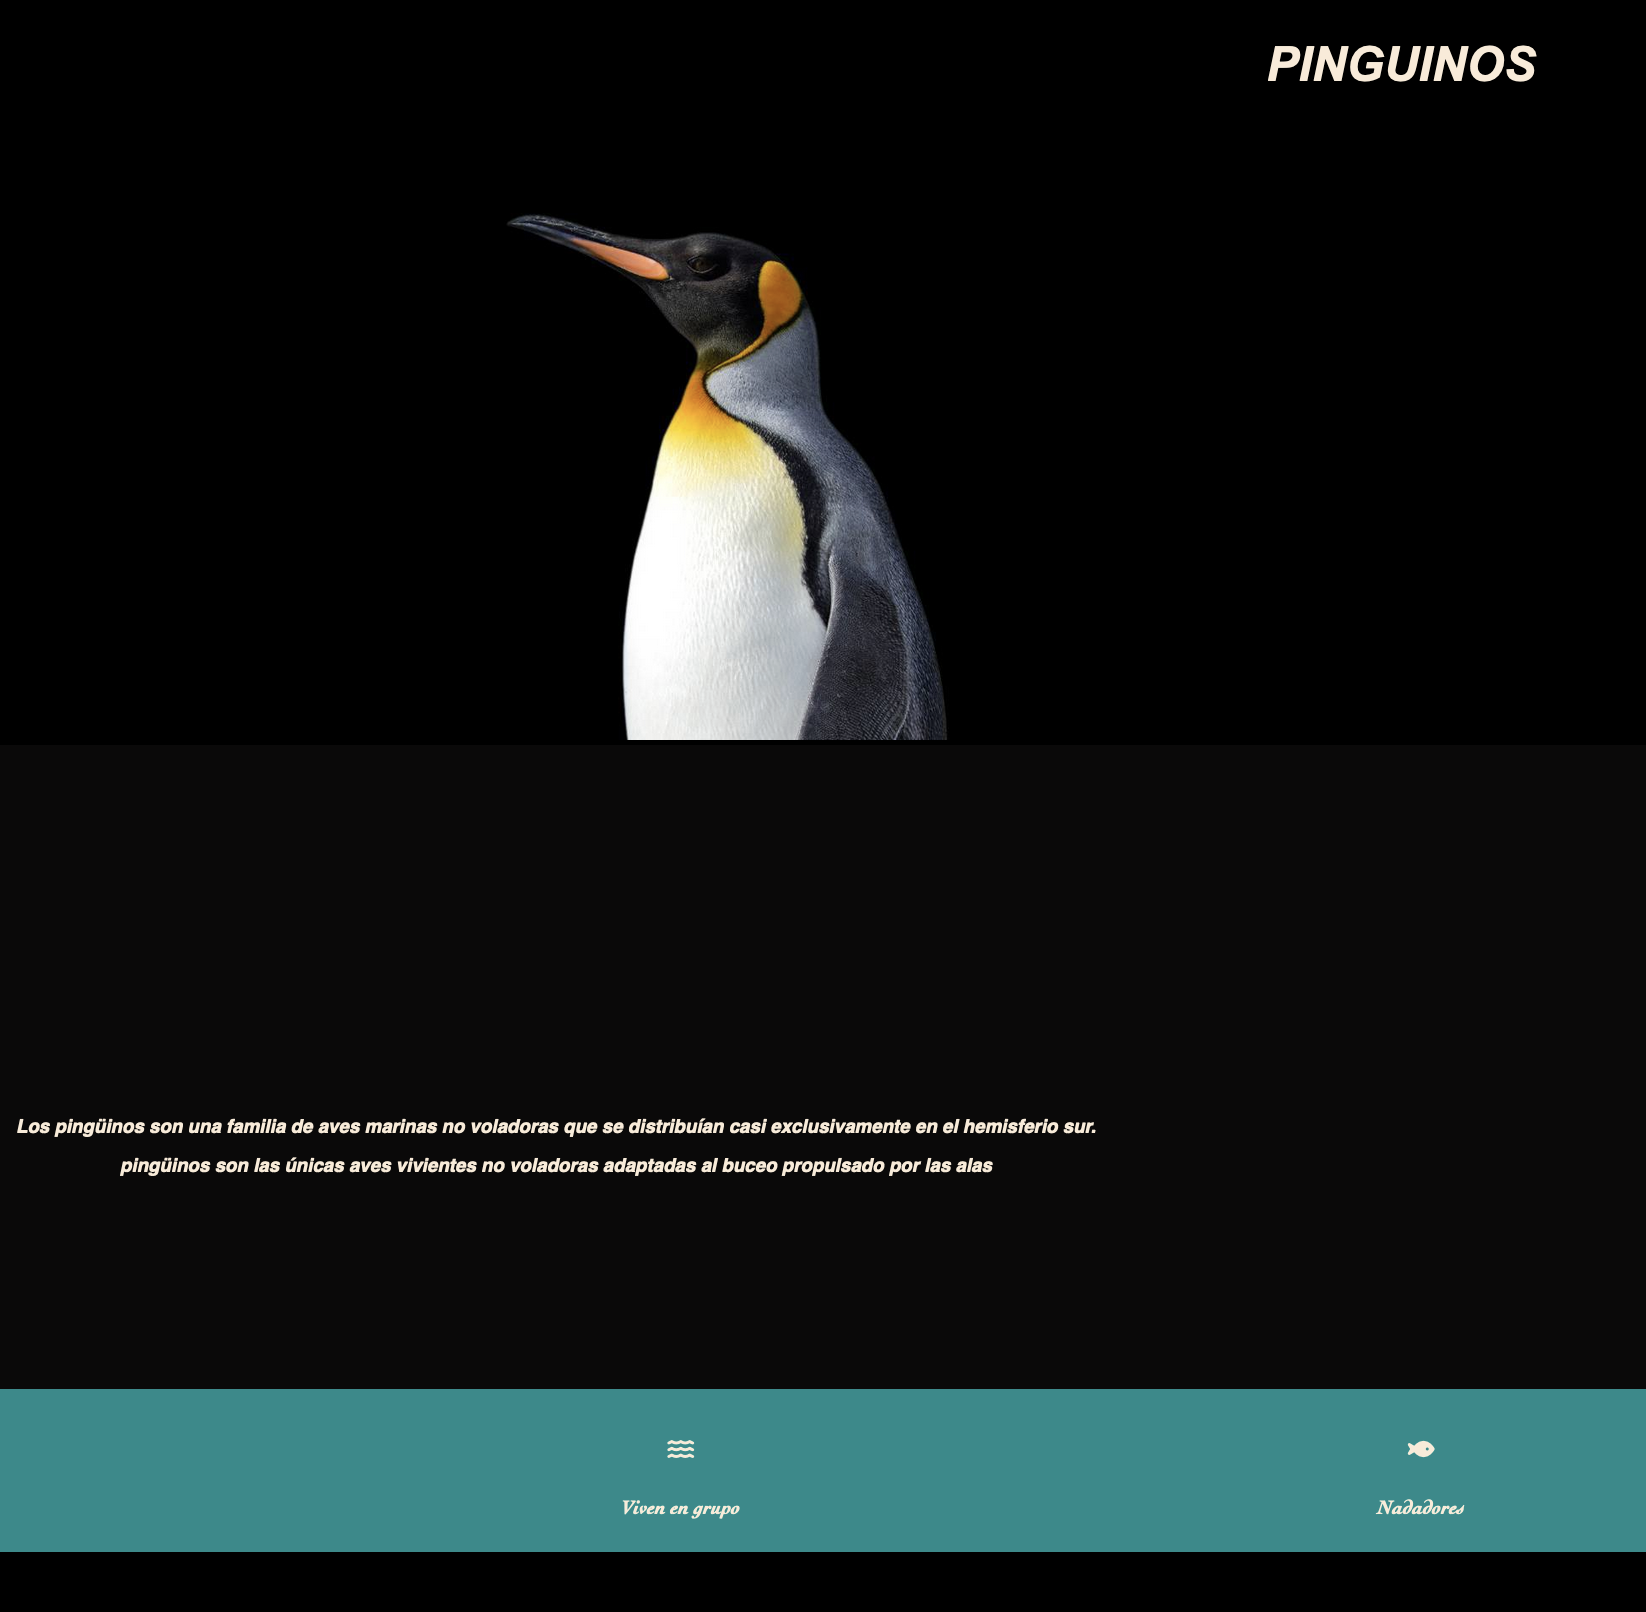 PINGUINOS
Los pingüinos son una familia de aves marinas no voladoras que se distribuían casi exclusivamente en el hemisferio sur.
pingüinos son las únicas aves vivientes no voladoras adaptadas al buceo propulsado por las alas
Viven en grupo
Nadadores